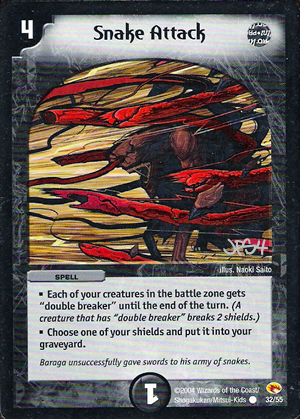 4 Snake Attack
illus. Naoki Saito
SPELL
▪ Each of your creatures in the battle zone gets
"double breaker" until the end of the turn. (A
creature that has "double breaker" breaks 2 shields.)
▪ Choose one of your shields and put it into your
graveyard.
Baraga unsuccessfully gave swords to his army of snakes.
1
©2004 Wizards of the Coast/
Shogakukan/Mitsui-Kids
32/55